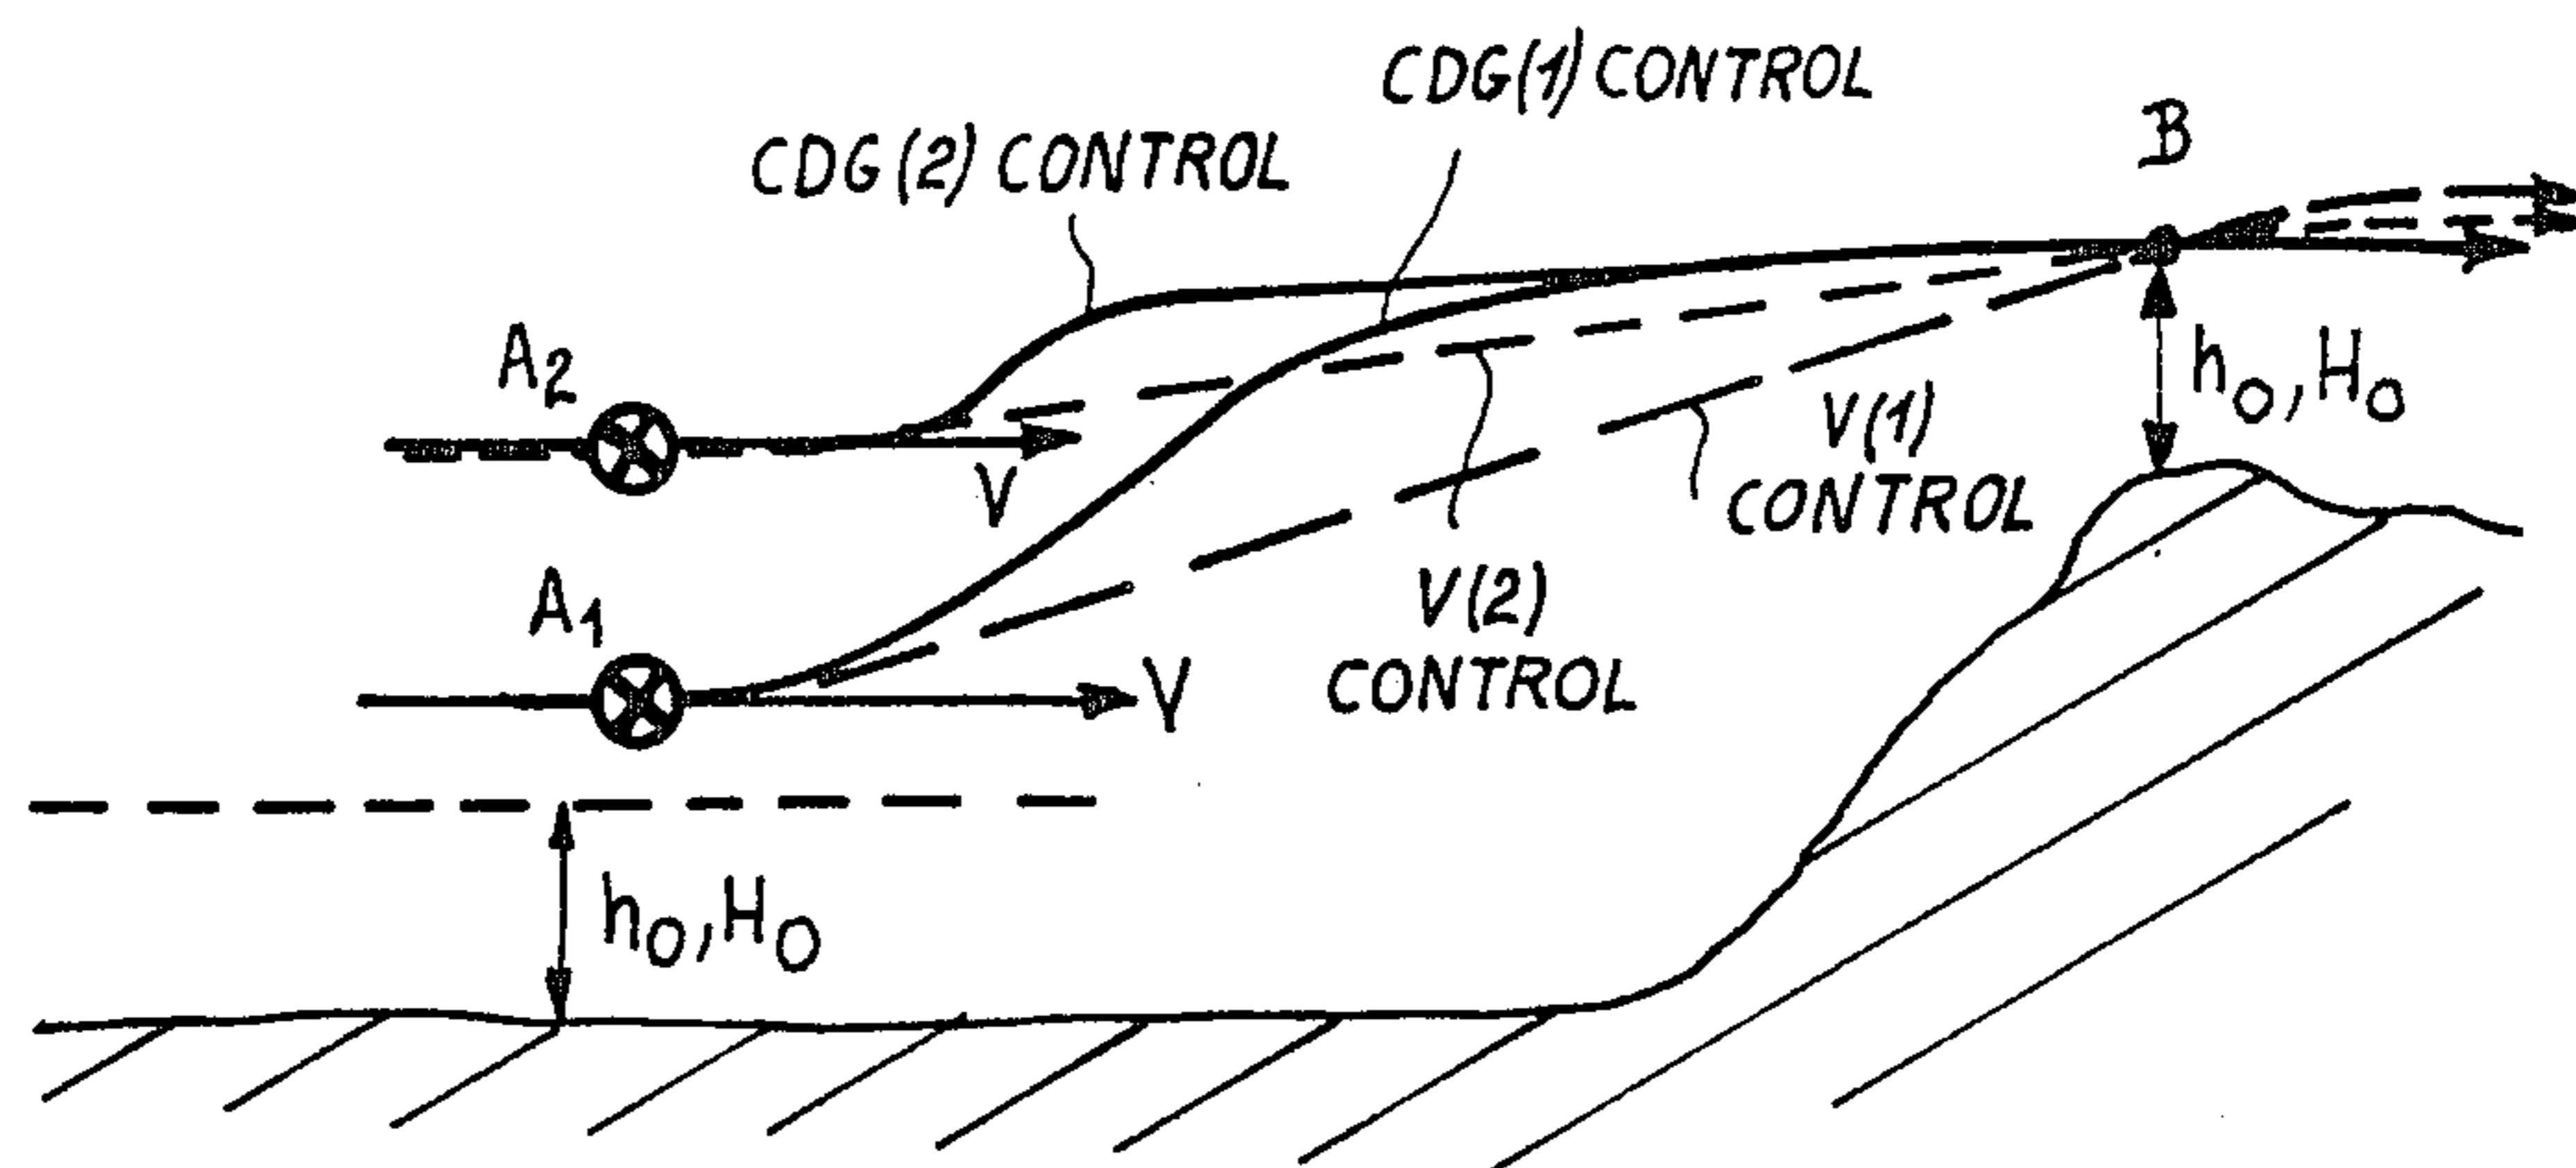 CDG(1) CONTROL
CDG(2) CONTROL
B
A2
V
h0, H0
V(1)
CONTROL
A1
V(2)
CONTROL
V
h0, H0